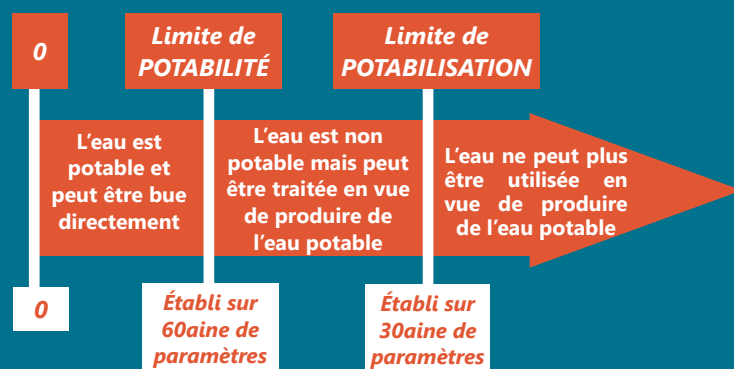 0
Limite de
POTABILITÉ
Limite de
POTABILISATION
L'eau est
potable et
peut être bue
directement
L'eau est non
potable mais peut
être traitée en vue
de produire de
l'eau potable
L'eau ne peut plus
être utilisée en
vue de produire
de l'eau potable
0
Établi sur
60aine de
paramètres
Établi sur
30aine de
paramètres